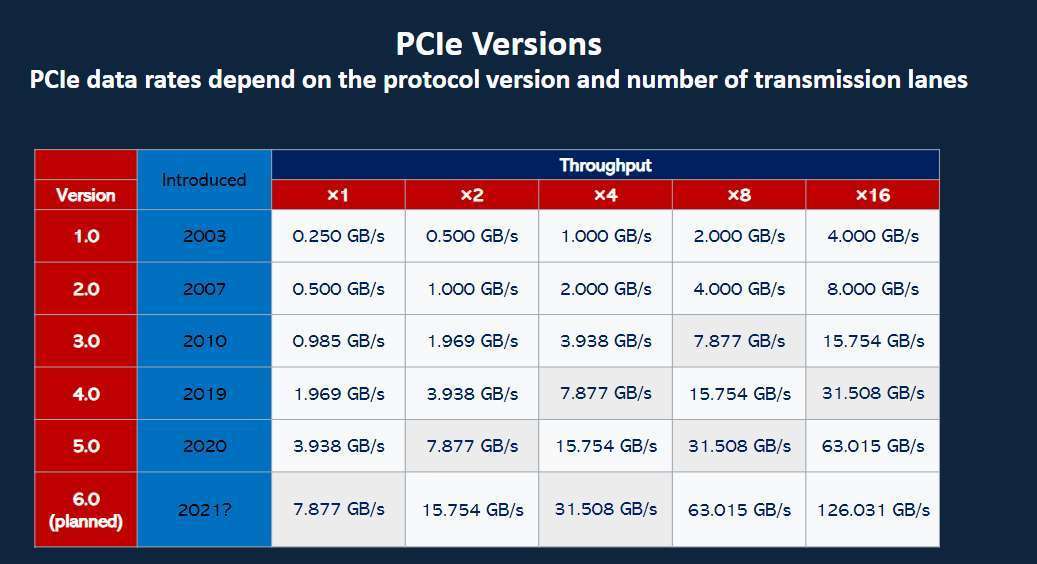 PCIe Versions
PCIe data rates depend on the protocol version and number of transmission lanes
Introduced Throughput
Version ×1 ×2 ×4 ×8 ×16
1.0 2003 0.250 GB/s 0.500 GB/s 1.000 GB/s 2.000 GB/s 4.000 GB/s
2.0 2007 0.500 GB/s 1.000 GB/s 2.000 GB/s 4.000 GB/s 8.000 GB/s
3.0 2010 0.985 GB/s 1.969 GB/s 3.938 GB/s 7.877 GB/s 15.754 GB/s
4.0 2019 1.969 GB/s 3.938 GB/s 7.877 GB/s 15.754 GB/s 31.508 GB/s
5.0 2020 3.938 GB/s 7.877 GB/s 15.754 GB/s 31.508 GB/s 63.015 GB/s
6.0
(planned) 2021? 7.877 GB/s 15.754 GB/s 31.508 GB/s 63.015 GB/s 126.031 GB/s